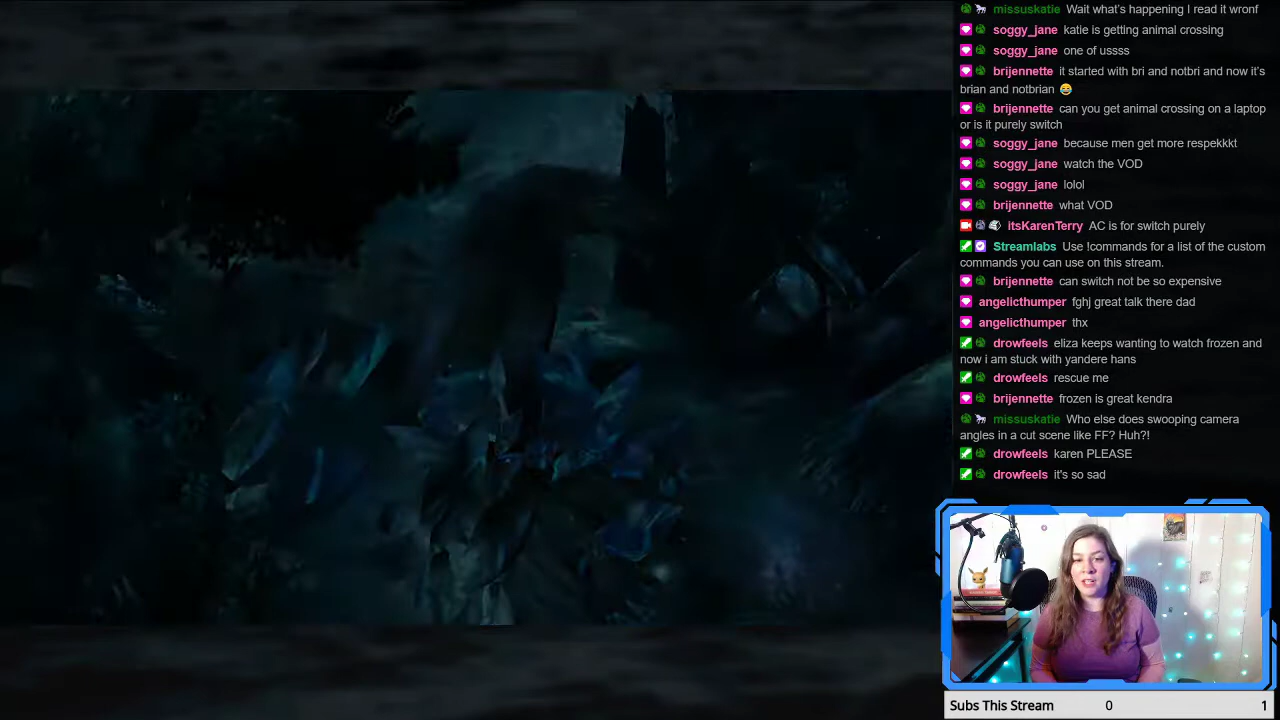 missuskatie Wait what's happening I read it wronf
soggy_jane katie is getting animal crossing
soggy_jane one of ussss
brijennette it started with bri and notbri and now it's
brian and notbrian 😂
brijennette can you get animal crossing on a laptop
or is it purely switch
soggy_jane because men get more respekkkt
soggy_jane watch the VOD
soggy_jane lolol
brijennette what VOD
itsKarenTerry AC is for switch purely
Streamlabs Use !commands for a list of the custom
commands you can use on this stream.
brijennette can switch not be so expensive
angelicthumper fghj great talk there dad
angelicthumper thx
drowfeels eliza keeps wanting to watch frozen and
now i am stuck with yandere hans
drowfeels rescue me
brijennette frozen is great kendra
missuskatie Who else does swooping camera
angles in a cut scene like FF? Huh?!
drowfeels karen PLEASE
drowfeels it's so sad
Subs This Stream 0 1